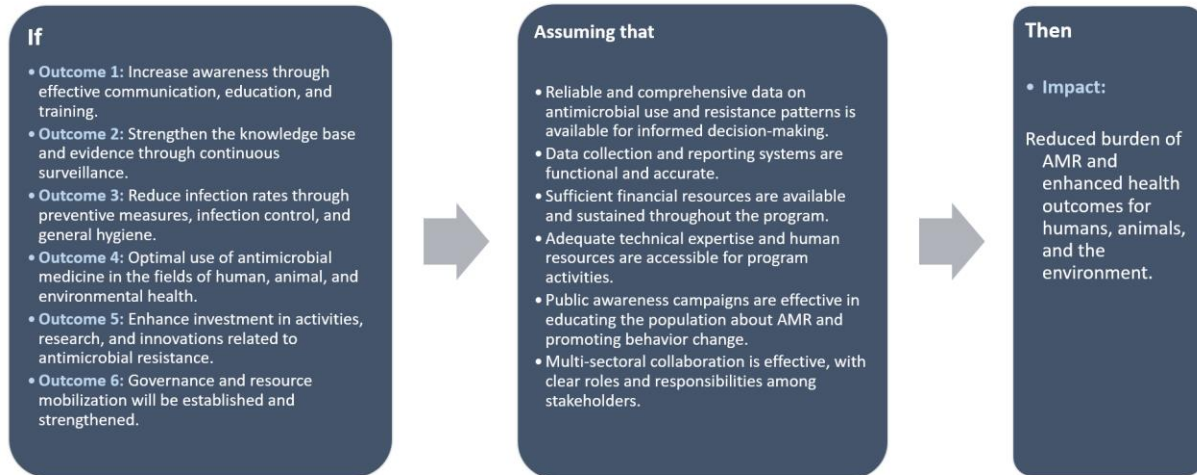 If
• Outcome 1: Increase awareness through
effective communication, education, and
training.
• Outcome 2: Strengthen the knowledge base
and evidence through continuous
surveillance.
• Outcome 3: Reduce infection rates through
preventive measures, infection control, and
general hygiene.
• Outcome 4: Optimal use of antimicrobial
medicine in the fields of human, animal, and
environmental health.
• Outcome 5: Enhance investment in activities,
research, and innovations related to
antimicrobial resistance.
• Outcome 6: Governance and resource
mobilization will be established and
strengthened.
Assuming that
• Reliable and comprehensive data on
antimicrobial use and resistance patterns is
available for informed decision-making.
• Data collection and reporting systems are
functional and accurate.
• Sufficient financial resources are available
and sustained throughout the program.
• Adequate technical expertise and human
resources are accessible for program
activities.
• Public awareness campaigns are effective in
educating the population about AMR and
promoting behavior change.
• Multi-sectoral collaboration is effective, with
clear roles and responsibilities among
stakeholders.
Then
• Impact:
Reduced burden of
AMR and
enhanced health
outcomes for
humans, animals,
and the
environment.